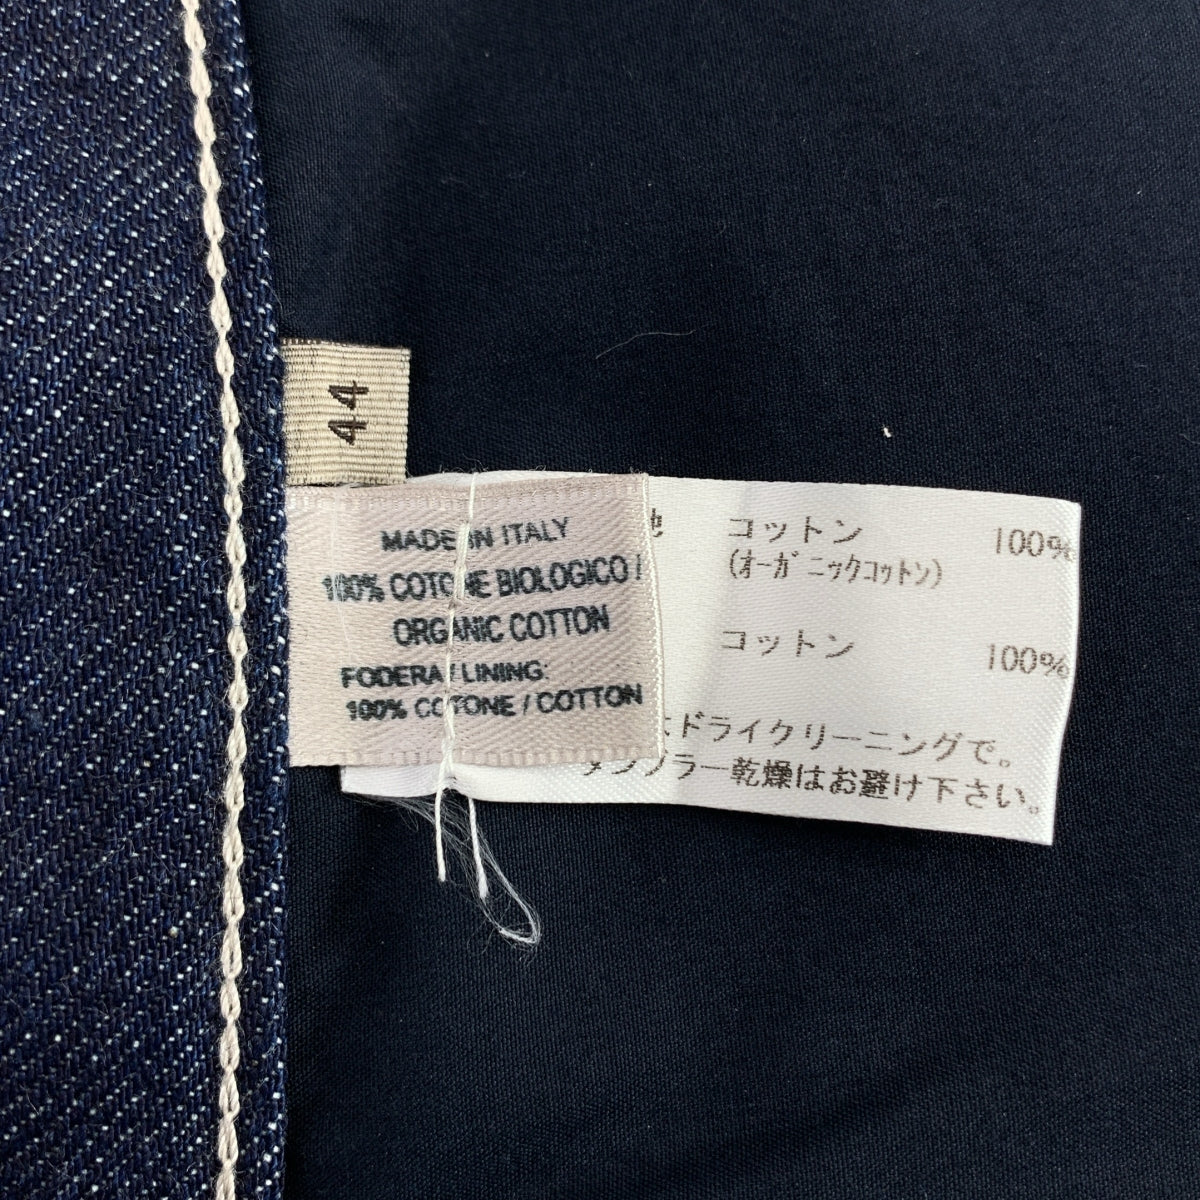 44
MADE IN ITALY
100% COTONE BIOLOGICO /
ORGANIC COTTON
FODERA / LINING:
100% COTONE / COTTON
地 コットン 100%
(オーガニックコットン)
コットン 100%
ドライクリーニングで。
タンブラー乾燥はお避け下さい。